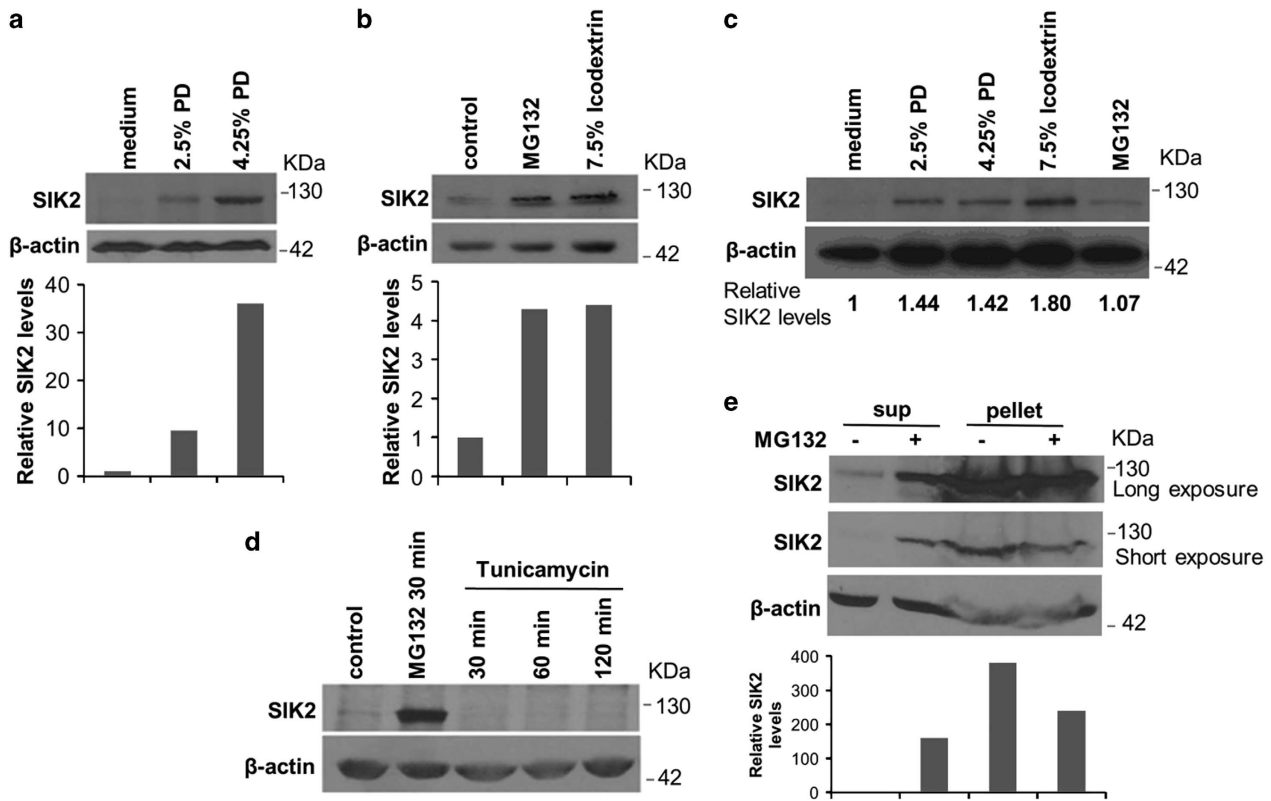 a
medium
2.5% PD
4.25% PD
KDa
SIK2
-130
β-actin
-42
Relative SIK2 levels
40
30
20
10
0
b
control
MG132
7.5% Icodextrin
KDa
SIK2
- 130
β-actin
- 42
Relative SIK2 levels
5
4
3
2
1
0
c
medium
2.5% PD
4.25% PD
7.5% Icodextrin
MG132
KDa
SIK2
- 130
β-actin
-42
Relative
SIK2 levels
1 1.44 1.42 1.80 1.07
d
control
MG132 30 min
Tunicamycin
30 min
60 min
120 min
KDa
SIK2
- 130
β-actin
- 42
e
sup pellet
MG132 - + - + KDa
SIK2
-130
Long exposure
SIK2
-130
Short exposure
β-actin
- 42
Relative SIK2
levels
400
300
200
100
0